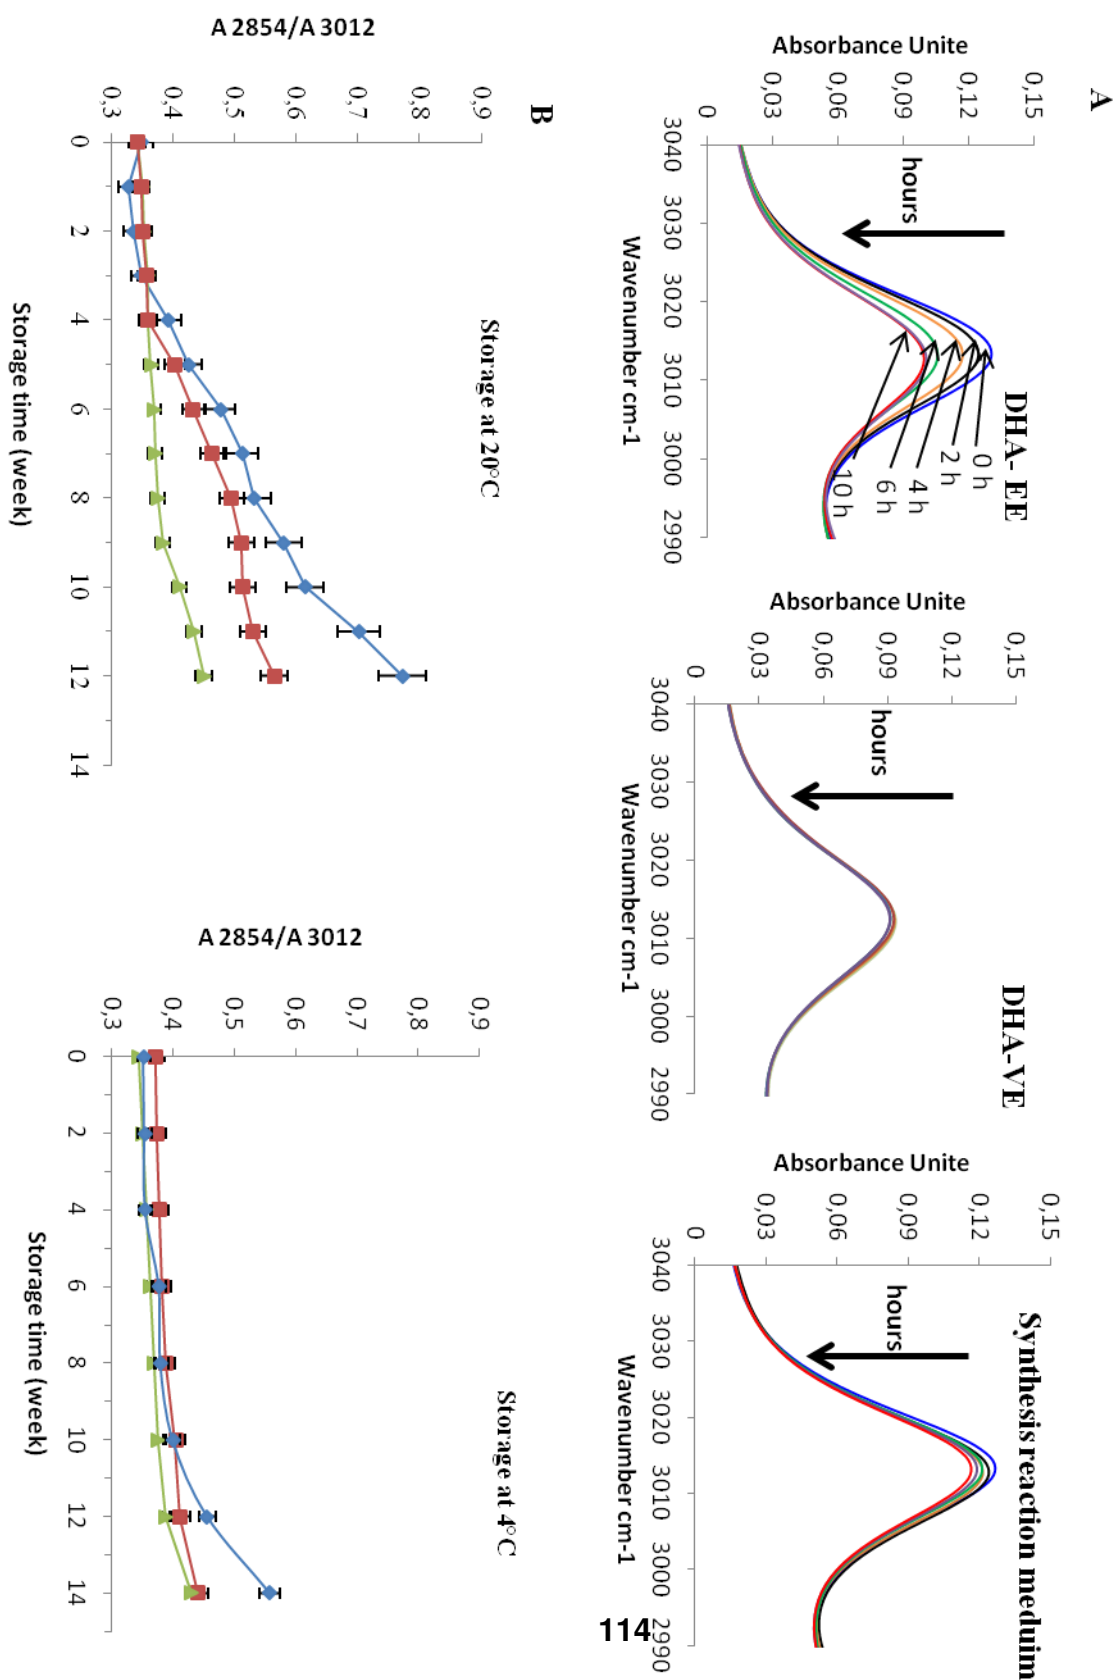 A
DHA- EE
Absorbance Unite
0,15
0,12
0,09
0,06
0,03
0
hours
0 h
2 h
4 h
6 h
10 h
3040
3030
3020
3010
3000
2990
Wavenumber cm-1
DHA-VE
Absorbance Unite
0,15
0,12
0,09
0,06
0,03
0
hours
3040
3030
3020
3010
3000
2990
Wavenumber cm-1
Synthesis reaction meduim
Absorbance Unite
0,15
0,12
0,09
0,06
0,03
0
hours
3040
3030
3020
3010
3000
2990
Wavenumber cm-1
B
Storage at 20°C
A 2854/A 3012
0,9
0,8
0,7
0,6
0,5
0,4
0,3
0
2
4
6
8
10
12
14
Storage time (week)
Storage at 4°C
A 2854/A 3012
0,9
0,8
0,7
0,6
0,5
0,4
0,3
0
2
4
6
8
10
12
14
Storage time (week)
114